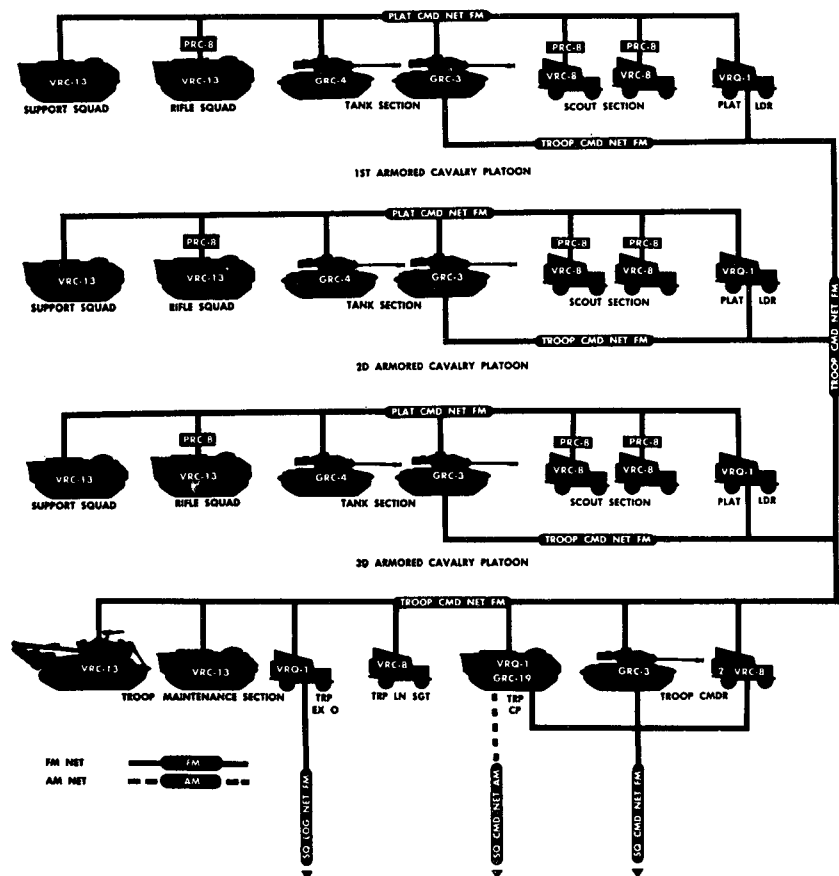 PLAT CMD NET FM
PRC-8 PRC-8 PRC-8
VRC-13 VRC-13 GRC-4 GRC-3 VRC-8 VRC-8 VRQ-1
SUPPORT SQUAD RIFLE SQUAD TANK SECTION SCOUT SECTION PLAT LDR
TROOP CMD NET FM
1ST ARMORED CAVALRY PLATOON
PLAT CMD NET FM
PRC-8 PRC-8 PRC-8
VRC-13 VRC-13 GRC-4 GRC-3 VRC-8 VRC-8 VRQ-1
SUPPORT SQUAD RIFLE SQUAD TANK SECTION SCOUT SECTION PLAT LDR
TROOP CMD NET FM
TROOP CMD NET FM
2D ARMORED CAVALRY PLATOON
PLAT CMD NET FM
PRC-8 PRC-8 PRC-8
VRC-13 VRC-13 GRC-4 GRC-3 VRC-8 VRC-8 VRQ-1
SUPPORT SQUAD RIFLE SQUAD TANK SECTION SCOUT SECTION PLAT LDR
TROOP CMD NET FM
3D ARMORED CAVALRY PLATOON
TROOP CMD NET FM
VRC-13 VRC-13 VRQ-1 VRC-8 VRQ-1 GRC-3 2 VRC-8
GRC-19
TROOP MAINTENANCE SECTION TRP TRP LN SGT TRP TROOP CMDR
EX O CP
FM NET FM
AM NET AM
SQ LOG NET FM SQ CMD NET AM SQ CMD NET FM